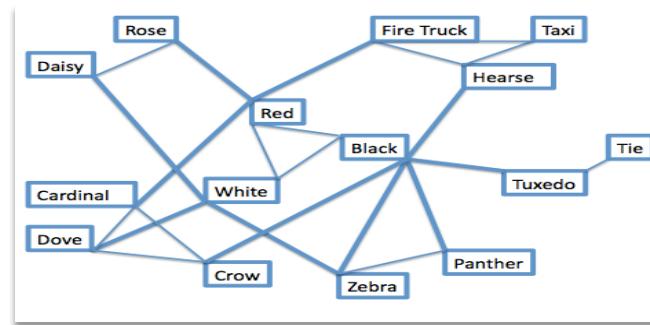 Rose
Fire Truck
Taxi
Daisy
Hearse
Red
Black
Tie
White
Tuxedo
Cardinal
Dove
Crow
Zebra
Panther